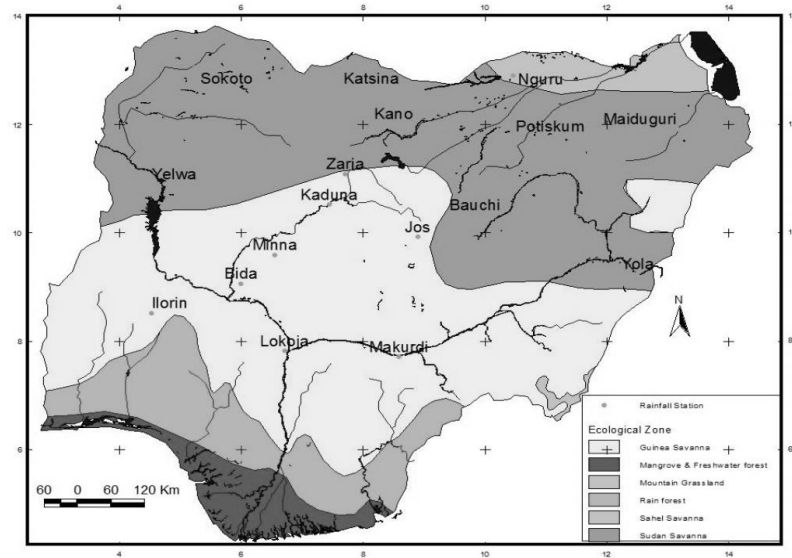 4 6 8 10 12 14
14
Sokoto Katsina Nguru
Kano
12 Potiskum Maiduguri 12
Zaria
Yelwa
Kaduna
Bauchi
10 Jos 10
Minna
Bida Yola
N
Ilorin
8 8
Lokoja Makurdi
Rainfall Station
6
Ecological Zone
Guinea Savanna
Mangrove & Freshwater forest
Mountain Grassland
60 0 60 120 Km
Rain forest
Sahel Savanna
Sudan Savanna
4 6 8 10 12 14